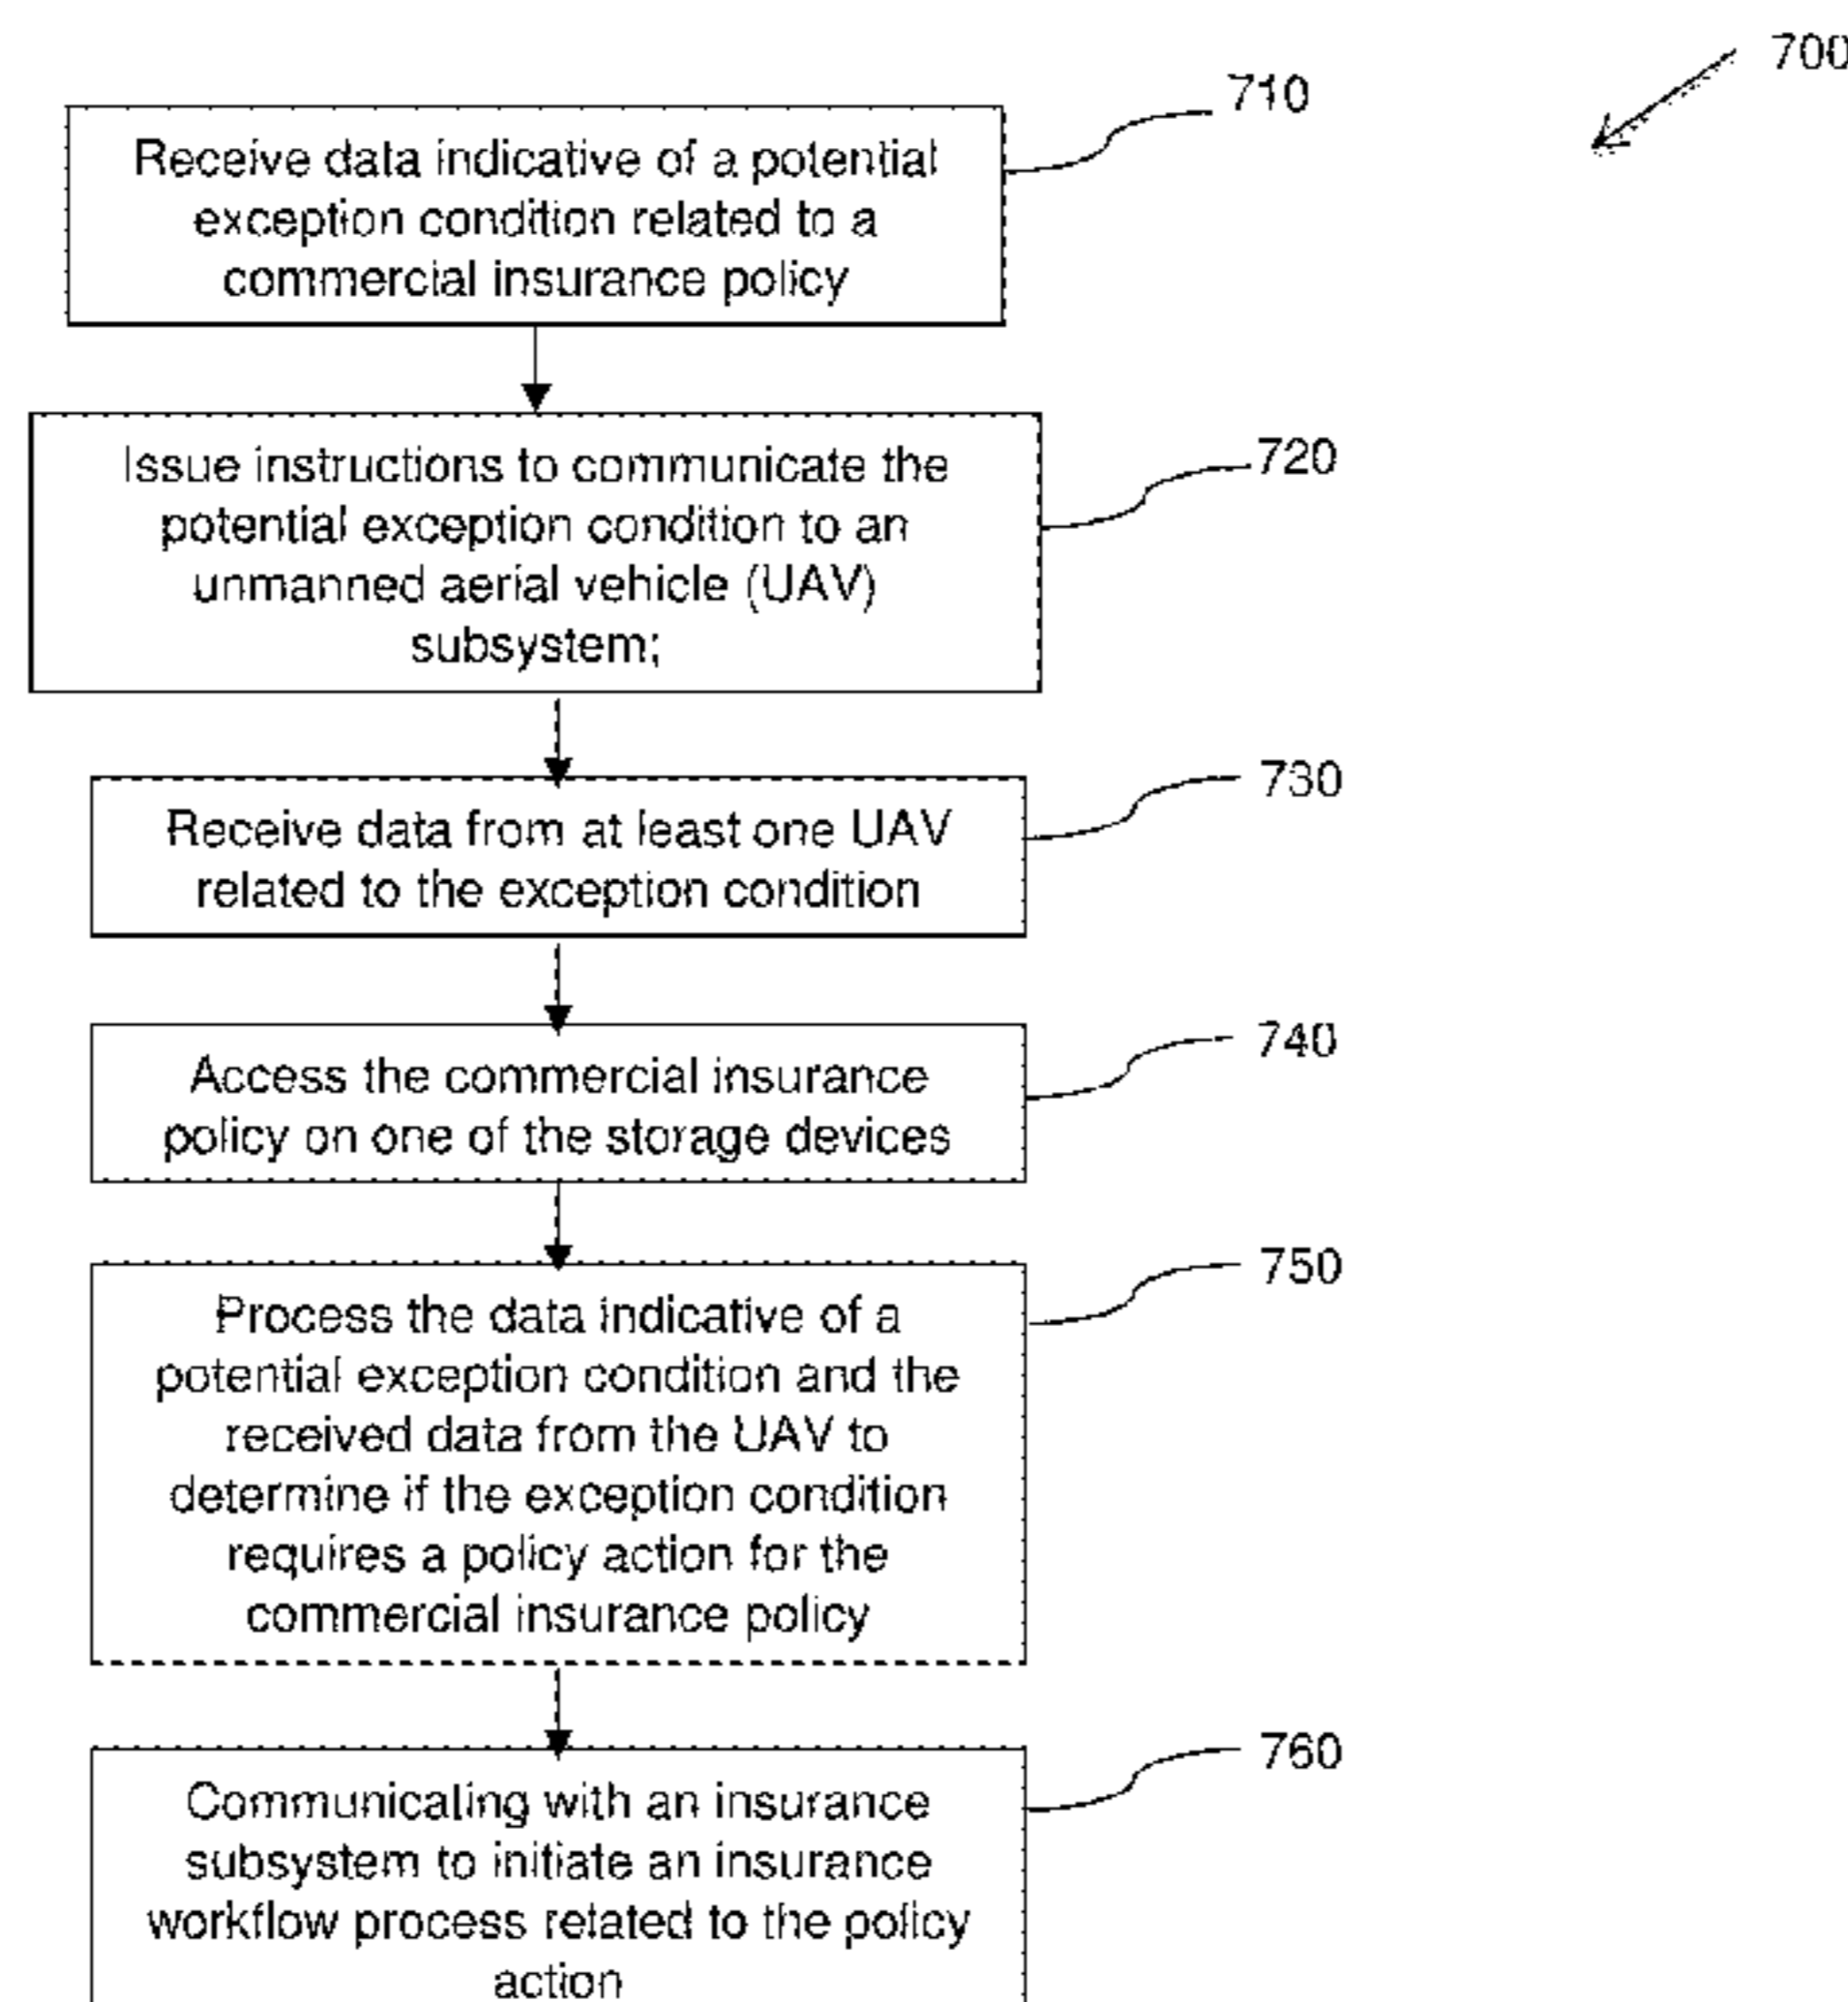 700
710
Receive data indicative of a potential
exception condition related to a
commercial insurance policy
720
Issue instructions to communicate the
potential exception condition to an
unmanned aerial vehicle (UAV)
subsystem;
730
Receive data from at least one UAV
related to the exception condition
740
Access the commercial insurance
policy on one of the storage devices
750
Process the data indicative of a
potential exception condition and the
received data from the UAV to
determine if the exception condition
requires a policy action for the
commercial insurance policy
760
Communicating with an insurance
subsystem to initiate an insurance
workflow process related to the policy
action